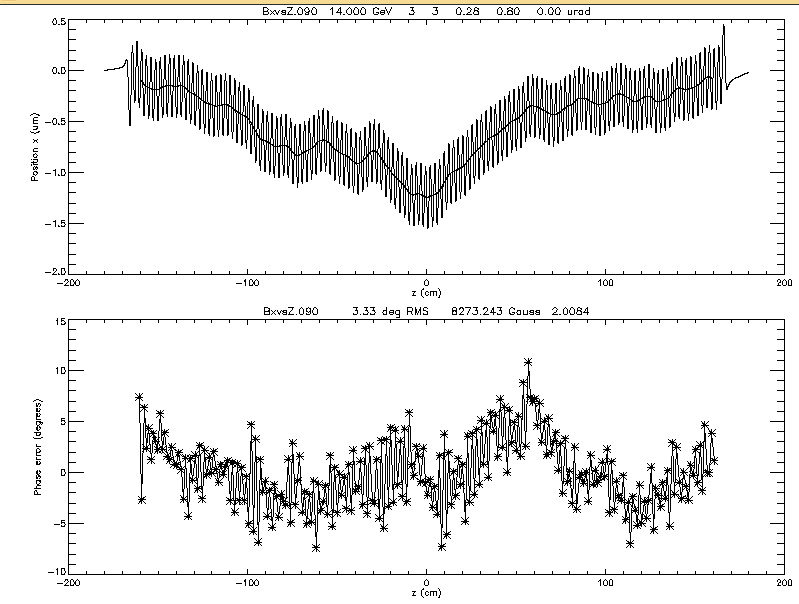 BxvsZ.090 14.000 GeV 3 3 0.28 0.80 0.00 urad
0.5
0.0
-0.5
-1.0
-1.5
-2.0
Position x (um)
-200 -100 0 100 200
z (cm)
BxvsZ.090 3.33 deg RMS 8273.243 Gauss 2.0084
15
10
5
0
-5
-10
Phase error (degrees)
-200 -100 0 100 200
z (cm)